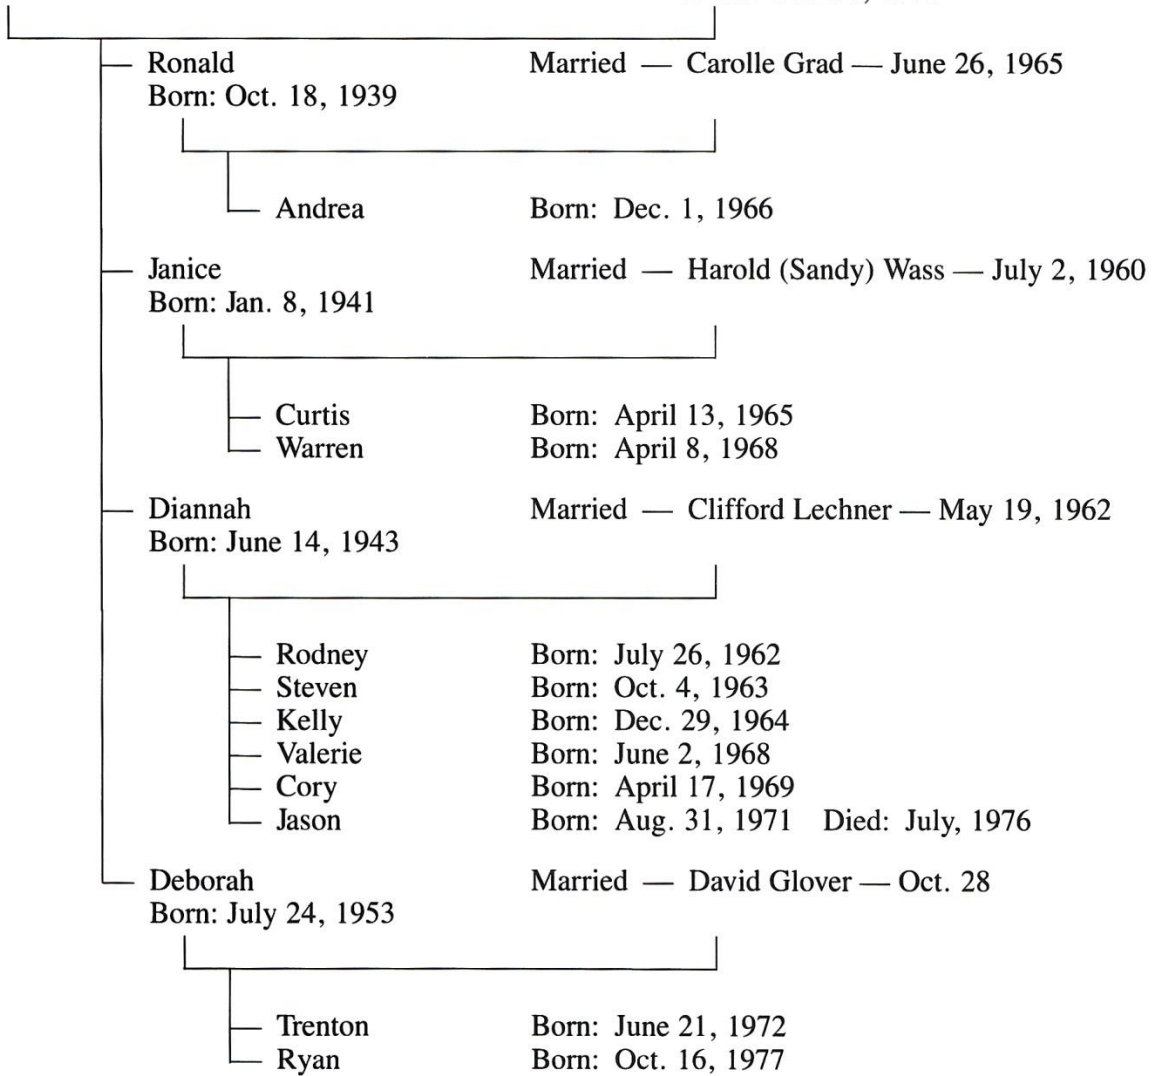 Ronald Married — Carolle Grad — June 26, 1965
Born: Oct. 18, 1939
Andrea Born: Dec. 1, 1966
Janice Married — Harold (Sandy) Wass — July 2, 1960
Born: Jan. 8, 1941
Curtis Born: April 13, 1965
Warren Born: April 8, 1968
Diannah Married — Clifford Lechner — May 19, 1962
Born: June 14, 1943
Rodney Born: July 26, 1962
Steven Born: Oct. 4, 1963
Kelly Born: Dec. 29, 1964
Valerie Born: June 2, 1968
Cory Born: April 17, 1969
Jason Born: Aug. 31, 1971 Died: July, 1976
Deborah Married — David Glover — Oct. 28
Born: July 24, 1953
Trenton Born: June 21, 1972
Ryan Born: Oct. 16, 1977